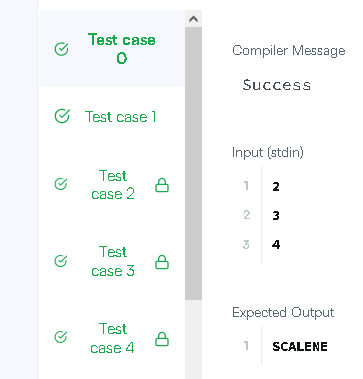 Test case
0
Test case 1
Test
case 2
Test
case 3
Test
case 4
Compiler Message
Success
Input (stdin)
1 2
2 3
3 4
Expected Output
1 SCALENE